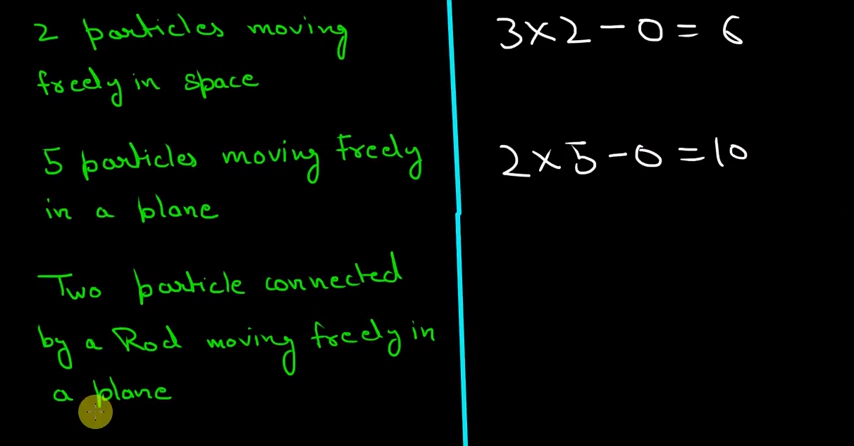 2 particles moving
freely in space
3×2-0=6
5 particles moving Freely
in a plane
2×5-0=10
Two particle connected
by a Rod moving freely in
a plane